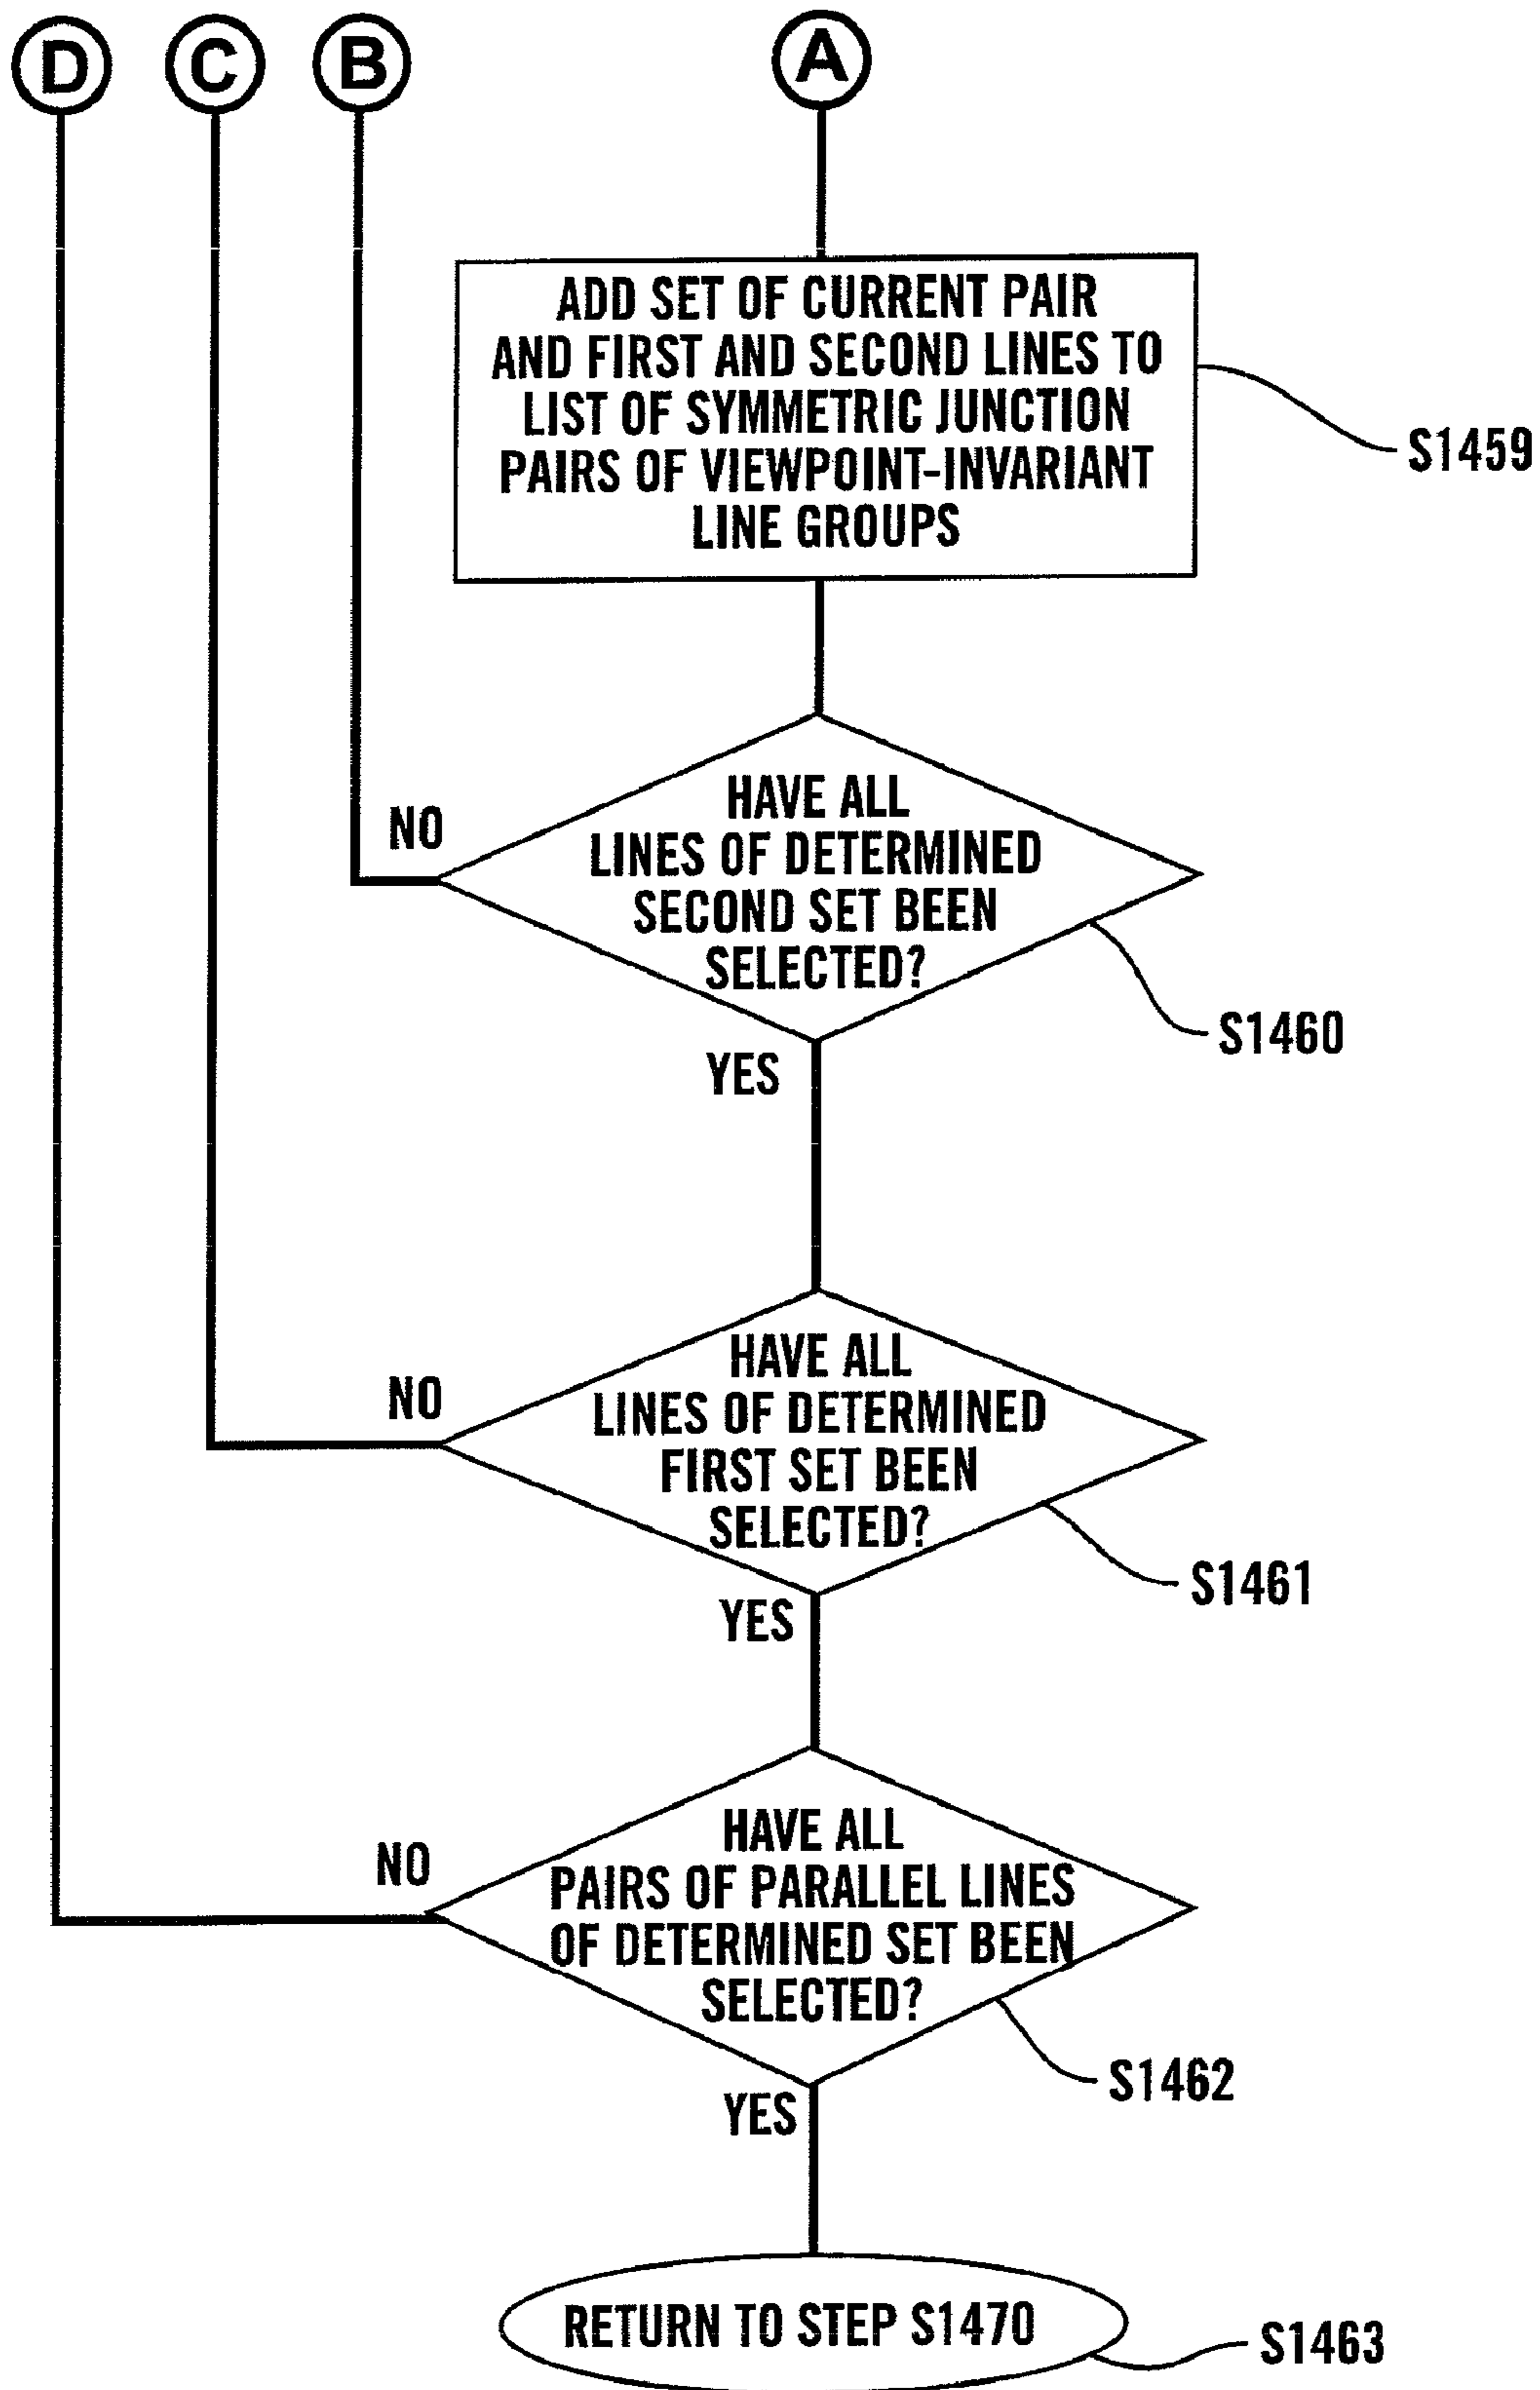 D C B A
ADD SET OF CURRENT PAIR
AND FIRST AND SECOND LINES TO
LIST OF SYMMETRIC JUNCTION
PAIRS OF VIEWPOINT-INVARIANT
LINE GROUPS
S1459
HAVE ALL
LINES OF DETERMINED
SECOND SET BEEN
SELECTED?
NO
S1460
YES
HAVE ALL
LINES OF DETERMINED
FIRST SET BEEN
SELECTED?
NO
S1461
YES
HAVE ALL
PAIRS OF PARALLEL LINES
OF DETERMINED SET BEEN
SELECTED?
NO
S1462
YES
RETURN TO STEP S1470
S1463